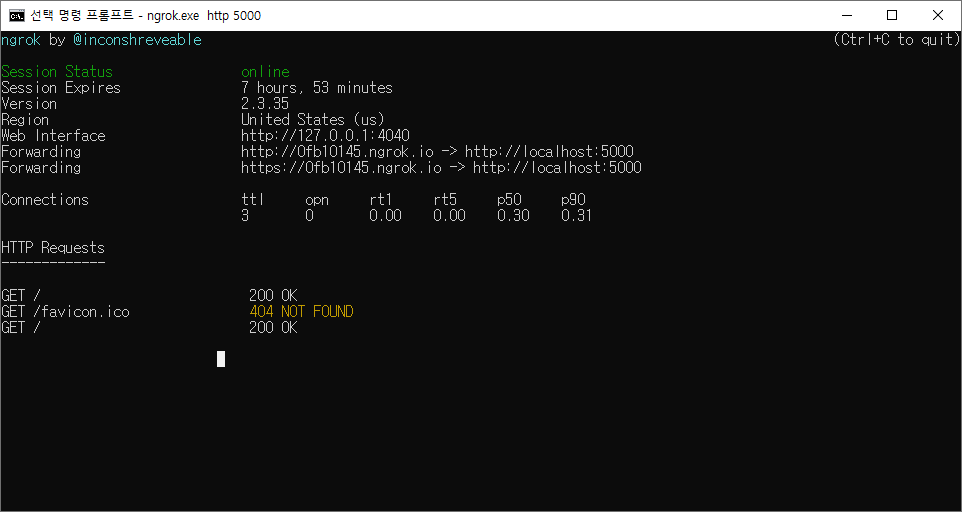 선택 명령 프롬프트 - ngrok.exe  http 5000
ngrok by @inconshreveable (Ctrl+C to quit)
Session Status online
Session Expires 7 hours, 53 minutes
Version 2.3.35
Region United States (us)
Web Interface http://127.0.0.1:4040
Forwarding http://0fb10145.ngrok.io -> http://localhost:5000
Forwarding https://0fb10145.ngrok.io -> http://localhost:5000
Connections ttl opn rt1 rt5 p50 p90
3 0 0.00 0.00 0.30 0.31
HTTP Requests
-------------
GET / 200 OK
GET /favicon.ico 404 NOT FOUND
GET / 200 OK